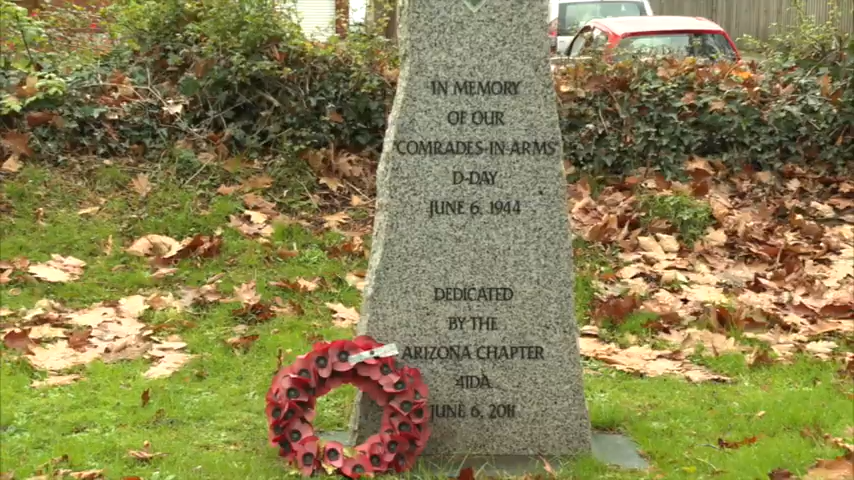 IN MEMORY
OF OUR
"COMRADES-IN-ARMS"
D-DAY
JUNE 6, 1944
DEDICATED
BY THE
ARIZONA CHAPTER
41DA
JUNE 6, 2011